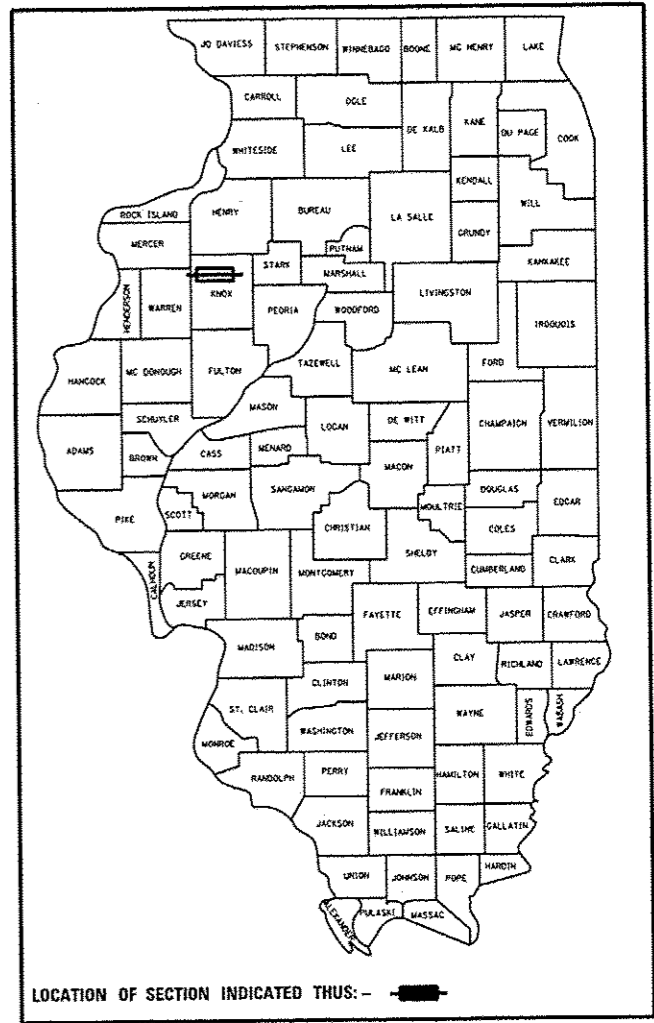 JO DAVIESS STEPHENSON WINNEBAGO BOONE MC HENRY LAKE
CARROLL OGLE DE KALB KANE DU PAGE COOK
WHITESIDE LEE KENDALL WILL
ROCK ISLAND HENRY BUREAU LA SALLE GRUNDY
MERCER PUTNAM KANKAKEE
HENDERSON WARREN KNOX STARK MARSHALL LIVINGSTON
PEORIA WOODFORD IROQUOIS
HANCOCK MC DONOUGH FULTON TAZEWELL MC LEAN FORD
SCHUYLER MASON LOGAN DE WITT CHAMPAIGN VERMILION
ADAMS BROWN CASS MENARD MACON PIATT
PIKE SCOTT MORGAN SANGAMON MOULTRIE DOUGLAS EDGAR
CHRISTIAN COLES
CALHOUN GREENE MACOUPIN MONTGOMERY SHELBY CUMBERLAND CLARK
JERSEY FAYETTE EFFINGHAM JASPER CRAWFORD
MADISON BOND CLAY RICHLAND LAWRENCE
CLINTON MARION
ST. CLAIR WASHINGTON WAYNE EDWARDS WABASH
MONROE JEFFERSON
RANDOLPH PERRY HAMILTON WHITE
FRANKLIN
JACKSON WILLIAMSON SALINE GALLATIN
UNION JOHNSON POPE HARDIN
ALEXANDER PULASKI MASSAC
LOCATION OF SECTION INDICATED THUS: -